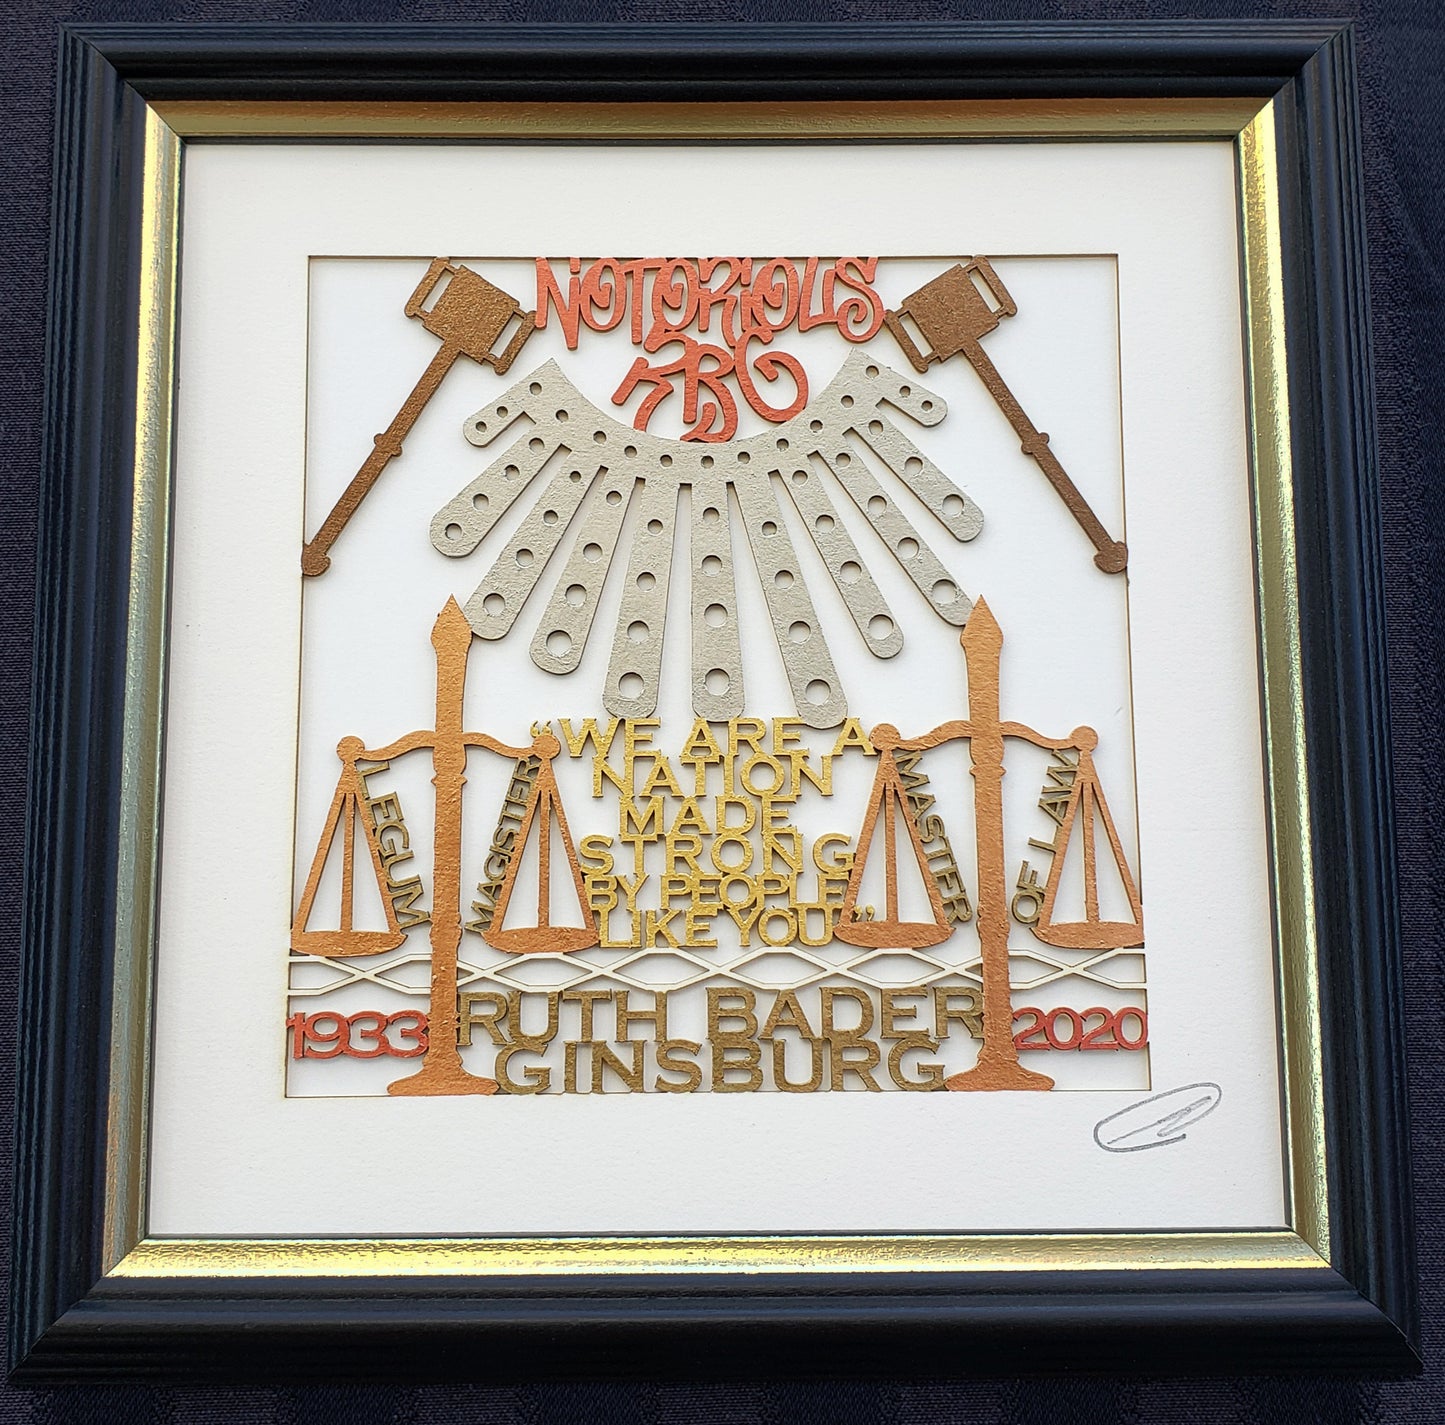 NOTORIOUS
RBG
“WE ARE A
NATION
MADE
STRONG
BY PEOPLE
LIKE YOU”
LEGUM
MAGISTER
MASTER
OF LAW
1933
RUTH BADER
GINSBURG
2020